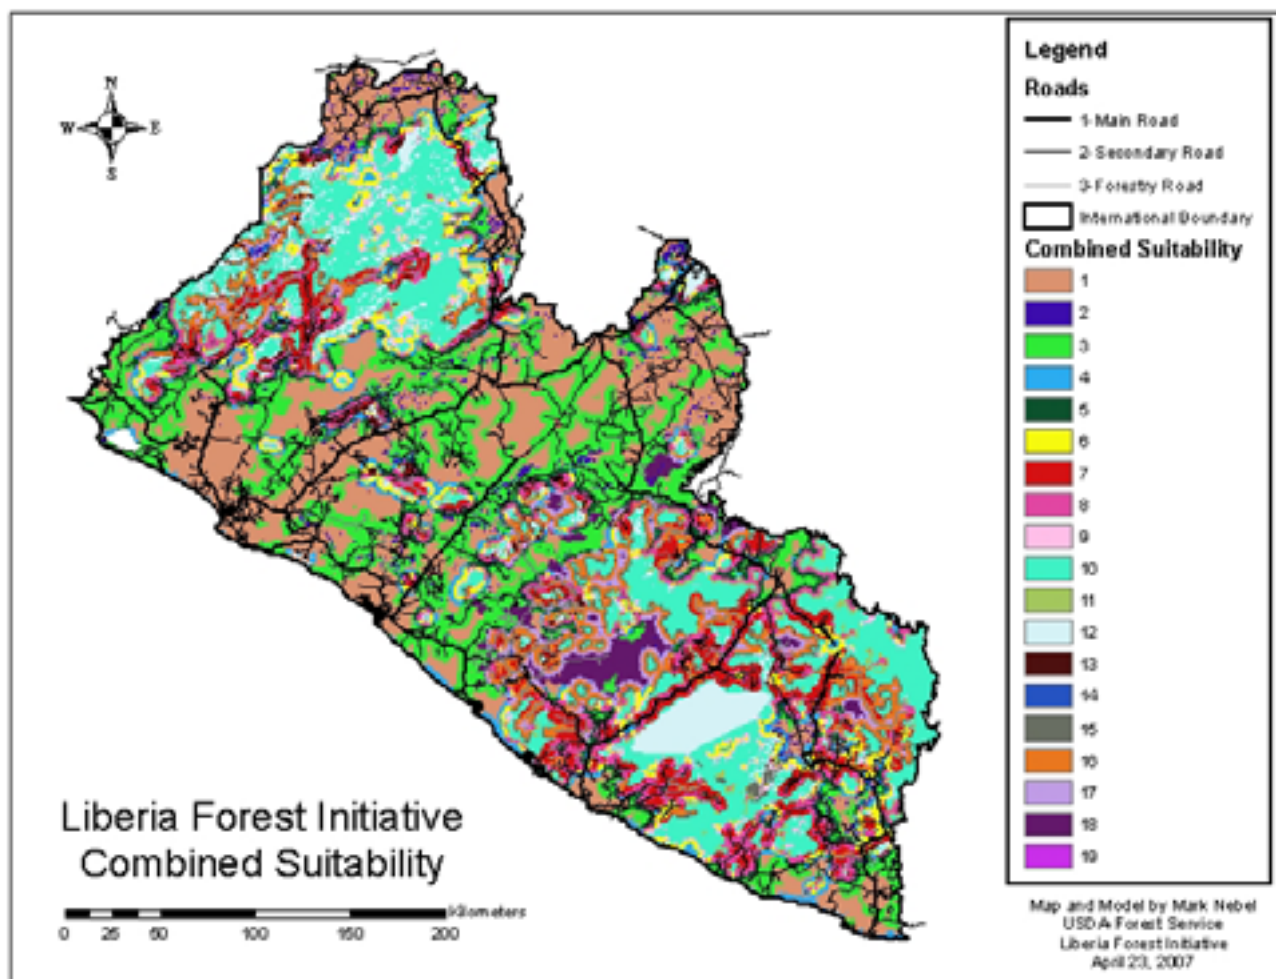 N
W E
S
Liberia Forest Initiative
Combined Suitability
Kilometers
0 25 50 100 150 200
Legend
Roads
1-Main Road
2-Secondary Road
3-Forestry Road
International Boundary
Combined Suitability
1
2
3
4
5
6
7
8
9
10
11
12
13
14
15
16
17
18
19
Map and Model by Mark Nebel
USDA Forest Service
Liberia Forest Initiative
April 23, 2007